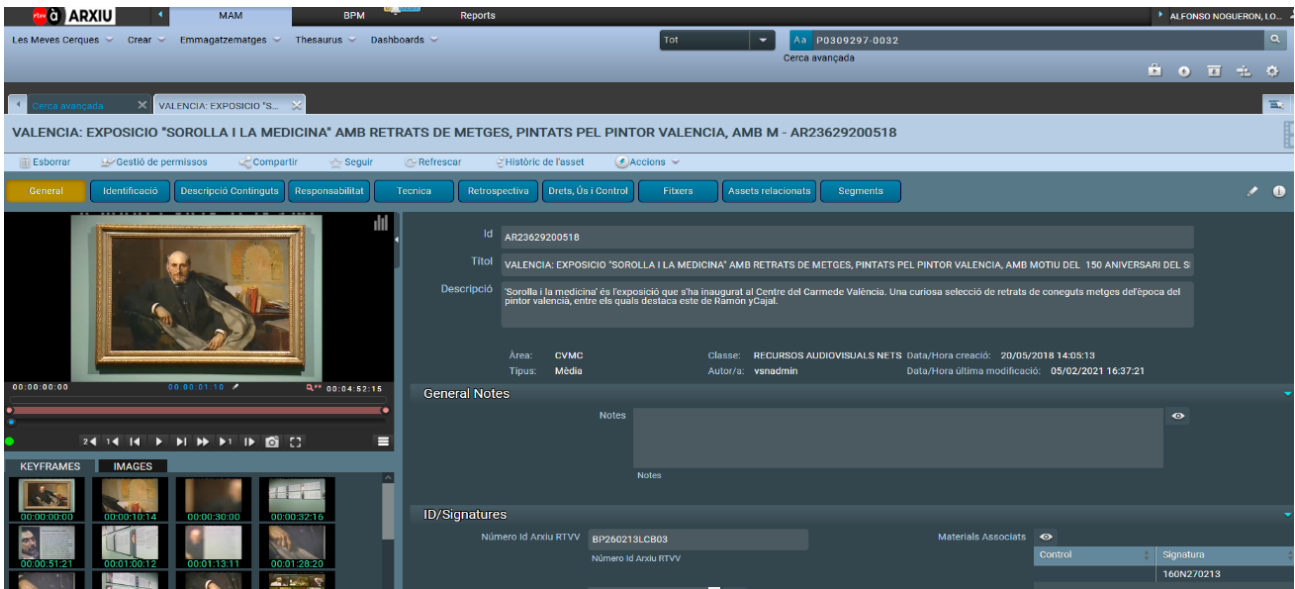 rtve à ARXIU MAM BPM Reports ALFONSO NOGUERON, LO...
Les Meves Cerques Crear Emmagatzematges Thesaurus Dashboards Tot Aa P0309297-0032
Cerca avançada
Cerca avançada VALENCIA: EXPOSICIO "S...
VALENCIA: EXPOSICIO "SOROLLA I LA MEDICINA" AMB RETRATS DE METGES, PINTATS PEL PINTOR VALENCIA, AMB M - AR23629200518
Esborrar Gestió de permissos Compartir Seguir Refrescar Històric de l'asset Accions
General Identificació Descripció Continguts Responsabilitat Tecnica Retrospectiva Drets, Ús i Control Fitxers Assets relacionats Segments
Id AR23629200518
Títol VALENCIA: EXPOSICIO "SOROLLA I LA MEDICINA" AMB RETRATS DE METGES, PINTATS PEL PINTOR VALENCIA, AMB MOTIU DEL 150 ANIVERSARI DEL S
Descripció 'Sorolla i la medicina' és l'exposició que s'ha inaugurat al Centre del Carmede València. Una curiosa selecció de retrats de coneguts metges del'època del
pintor valencià, entre els quals destaca este de Ramón yCajal.
Àrea: CVMC Classe: RECURSOS AUDIOVISUALS NETS Data/Hora creació: 20/05/2018 14:05:13
Tipus: Mèdia Autor/a: vsnadmin Data/Hora última modificació: 05/02/2021 16:37:21
00:00:00:00 00:00:01:10 00:04:52:15
General Notes
Notes
Notes
2 1 1
KEYFRAMES IMAGES
00:00:00:00 00:00:10:14 00:00:30:00 00:00:32:16
00:00:51:21 00:01:00:12 00:01:13:11 00:01:28:20
ID/Signatures
Número Id Arxiu RTVV BP260213LCB03 Materials Associats
Número Id Arxiu RTVV
Control Signatura
160N270213